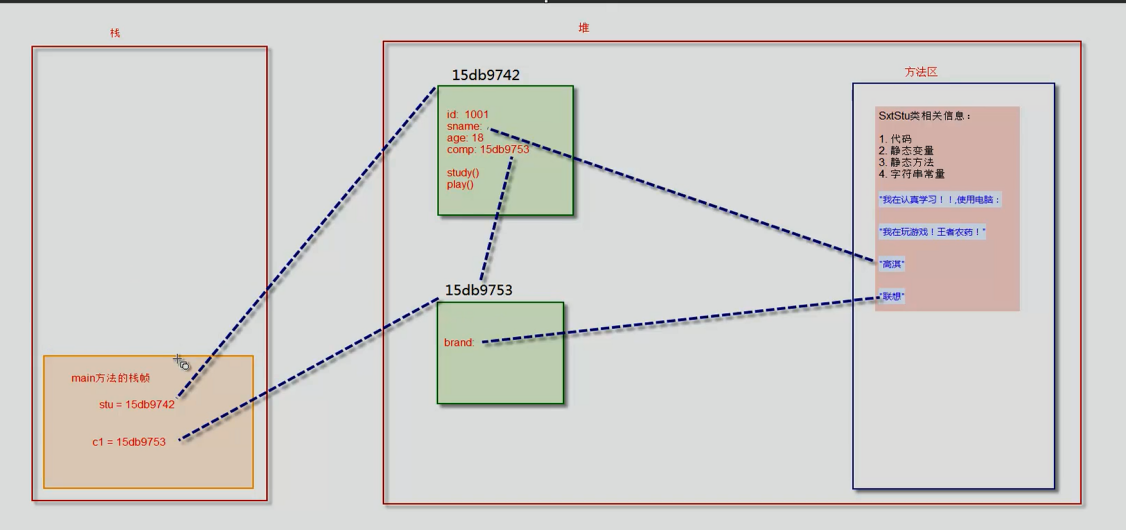 栈
堆
15db9742
方法区
id: 1001
sname:
age: 18
comp: 15db9753
study()
play()
SxtStu类相关信息：
1. 代码
2. 静态变量
3. 静态方法
4. 字符串常量
"我在认真学习！！,使用电脑：
"我在玩游戏！王者农药！"
"高淇"
"联想"
15db9753
brand:
main方法的栈帧
stu = 15db9742
c1 = 15db9753